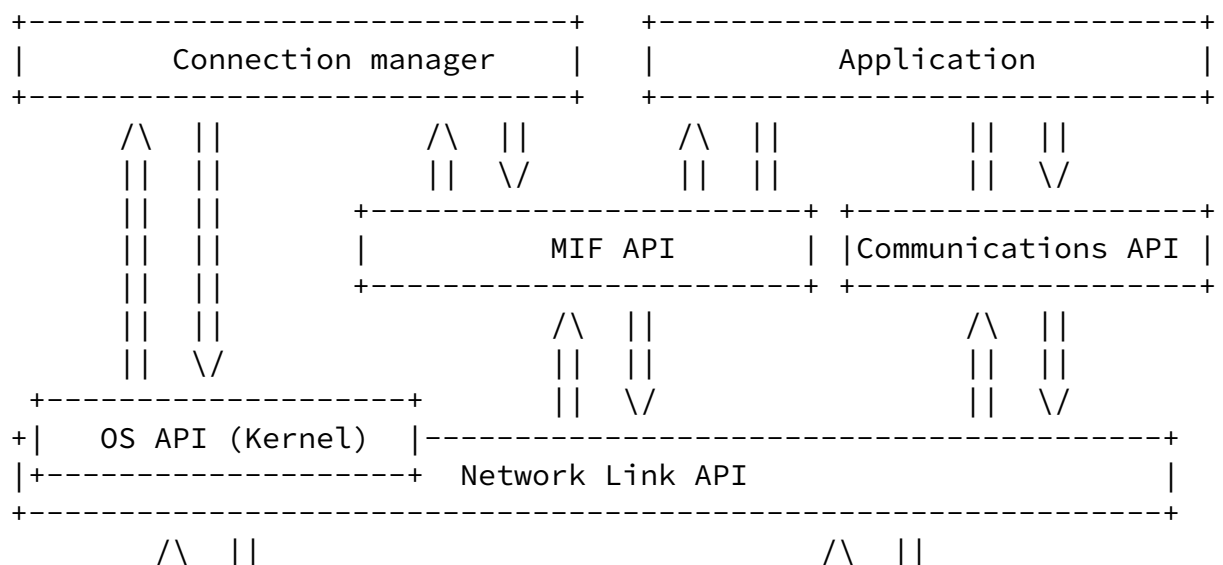 Connection manager Application
MIF API Communications API
OS API (Kernel)
Network Link API